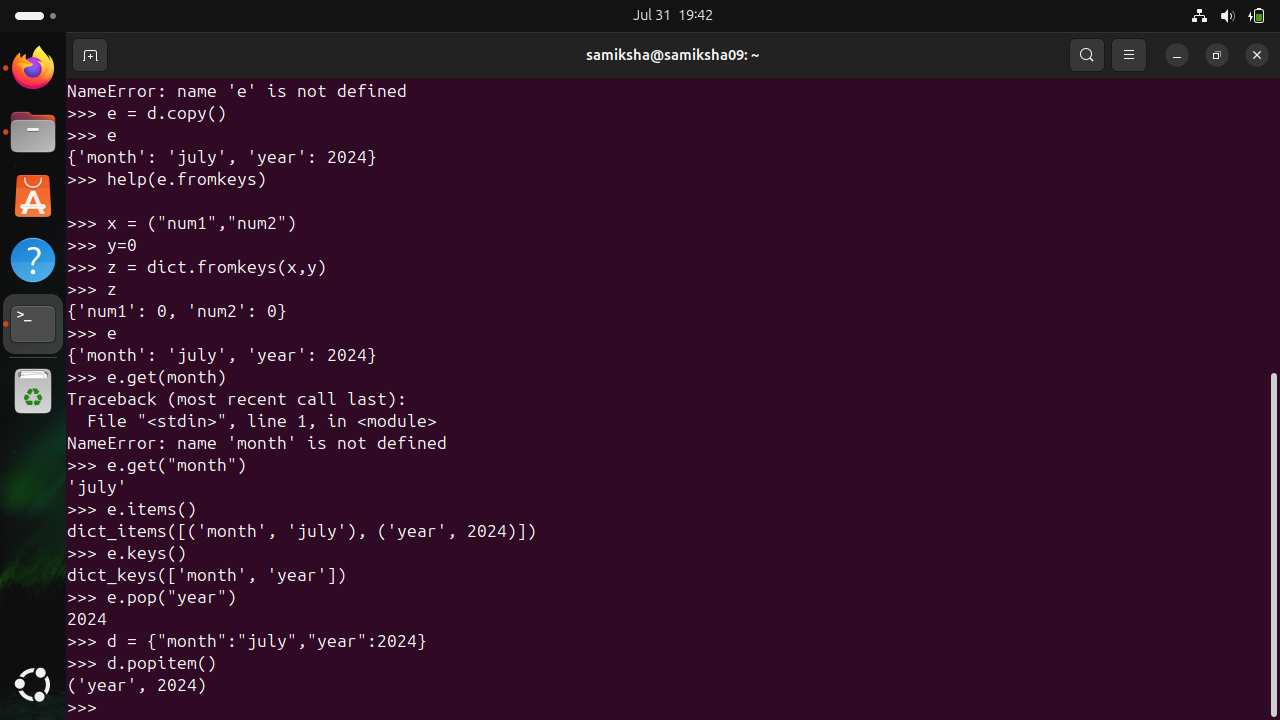 Jul 31 19:42
samiksha@samiksha09: ~
NameError: name 'e' is not defined
>>> e = d.copy()
>>> e
{'month': 'july', 'year': 2024}
>>> help(e.fromkeys)
>>> x = ("num1","num2")
>>> y=0
>>> z = dict.fromkeys(x,y)
>>> z
{'num1': 0, 'num2': 0}
>>> e
{'month': 'july', 'year': 2024}
>>> e.get(month)
Traceback (most recent call last):
  File "<stdin>", line 1, in <module>
NameError: name 'month' is not defined
>>> e.get("month")
'july'
>>> e.items()
dict_items([('month', 'july'), ('year', 2024)])
>>> e.keys()
dict_keys(['month', 'year'])
>>> e.pop("year")
2024
>>> d = {"month":"july","year":2024}
>>> d.popitem()
('year', 2024)
>>>